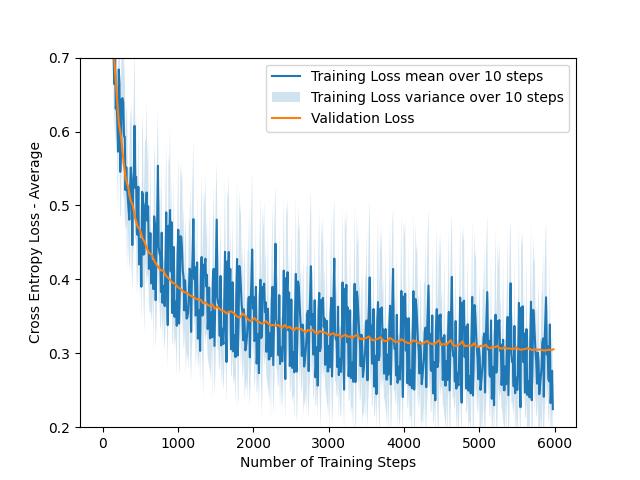 0.7
0.6
0.5
0.4
0.3
0.2
Cross Entropy Loss - Average
Training Loss mean over 10 steps
Training Loss variance over 10 steps
Validation Loss
0 1000 2000 3000 4000 5000 6000
Number of Training Steps